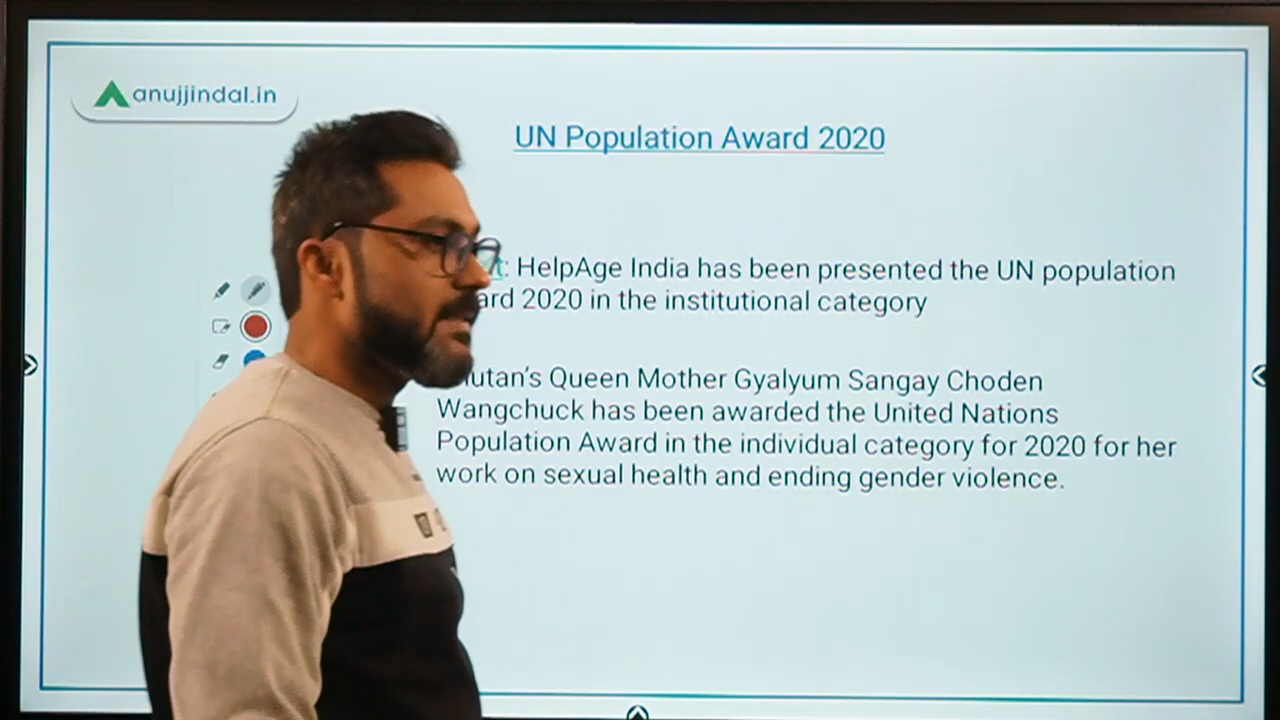 anujjindal.in
UN Population Award 2020
: HelpAge India has been presented the UN population
2020 in the institutional category
Queen Mother Gyalyum Sangay Choden
Wangchuck has been awarded the United Nations
Population Award in the individual category for 2020 for her
work on sexual health and ending gender violence.